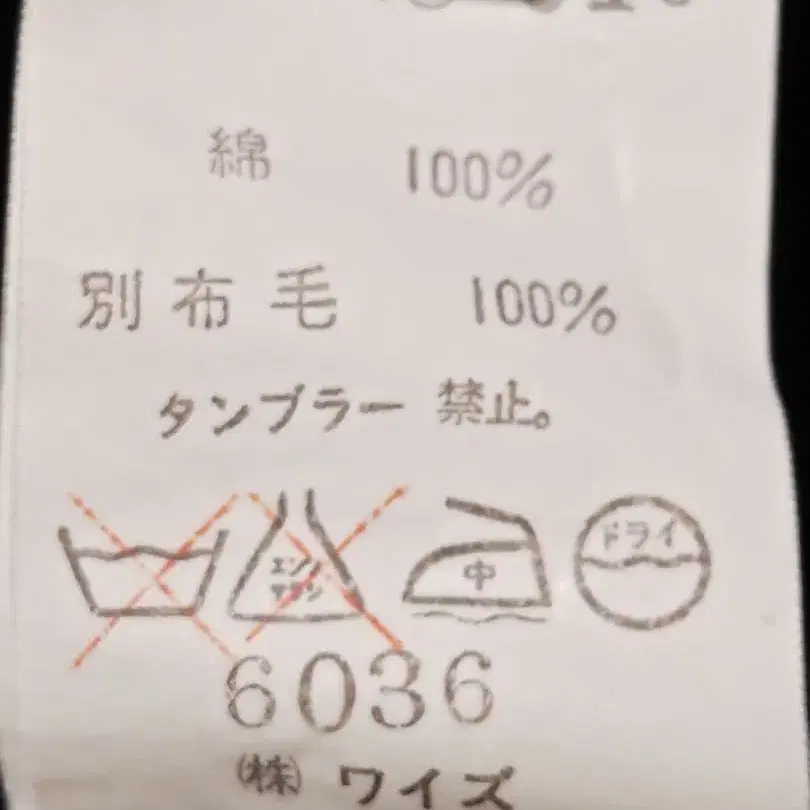 綿 100%
別布毛 100%
タンブラー禁止。
エンソ サラシ 中 ドライ
6036
㈱ワイズ